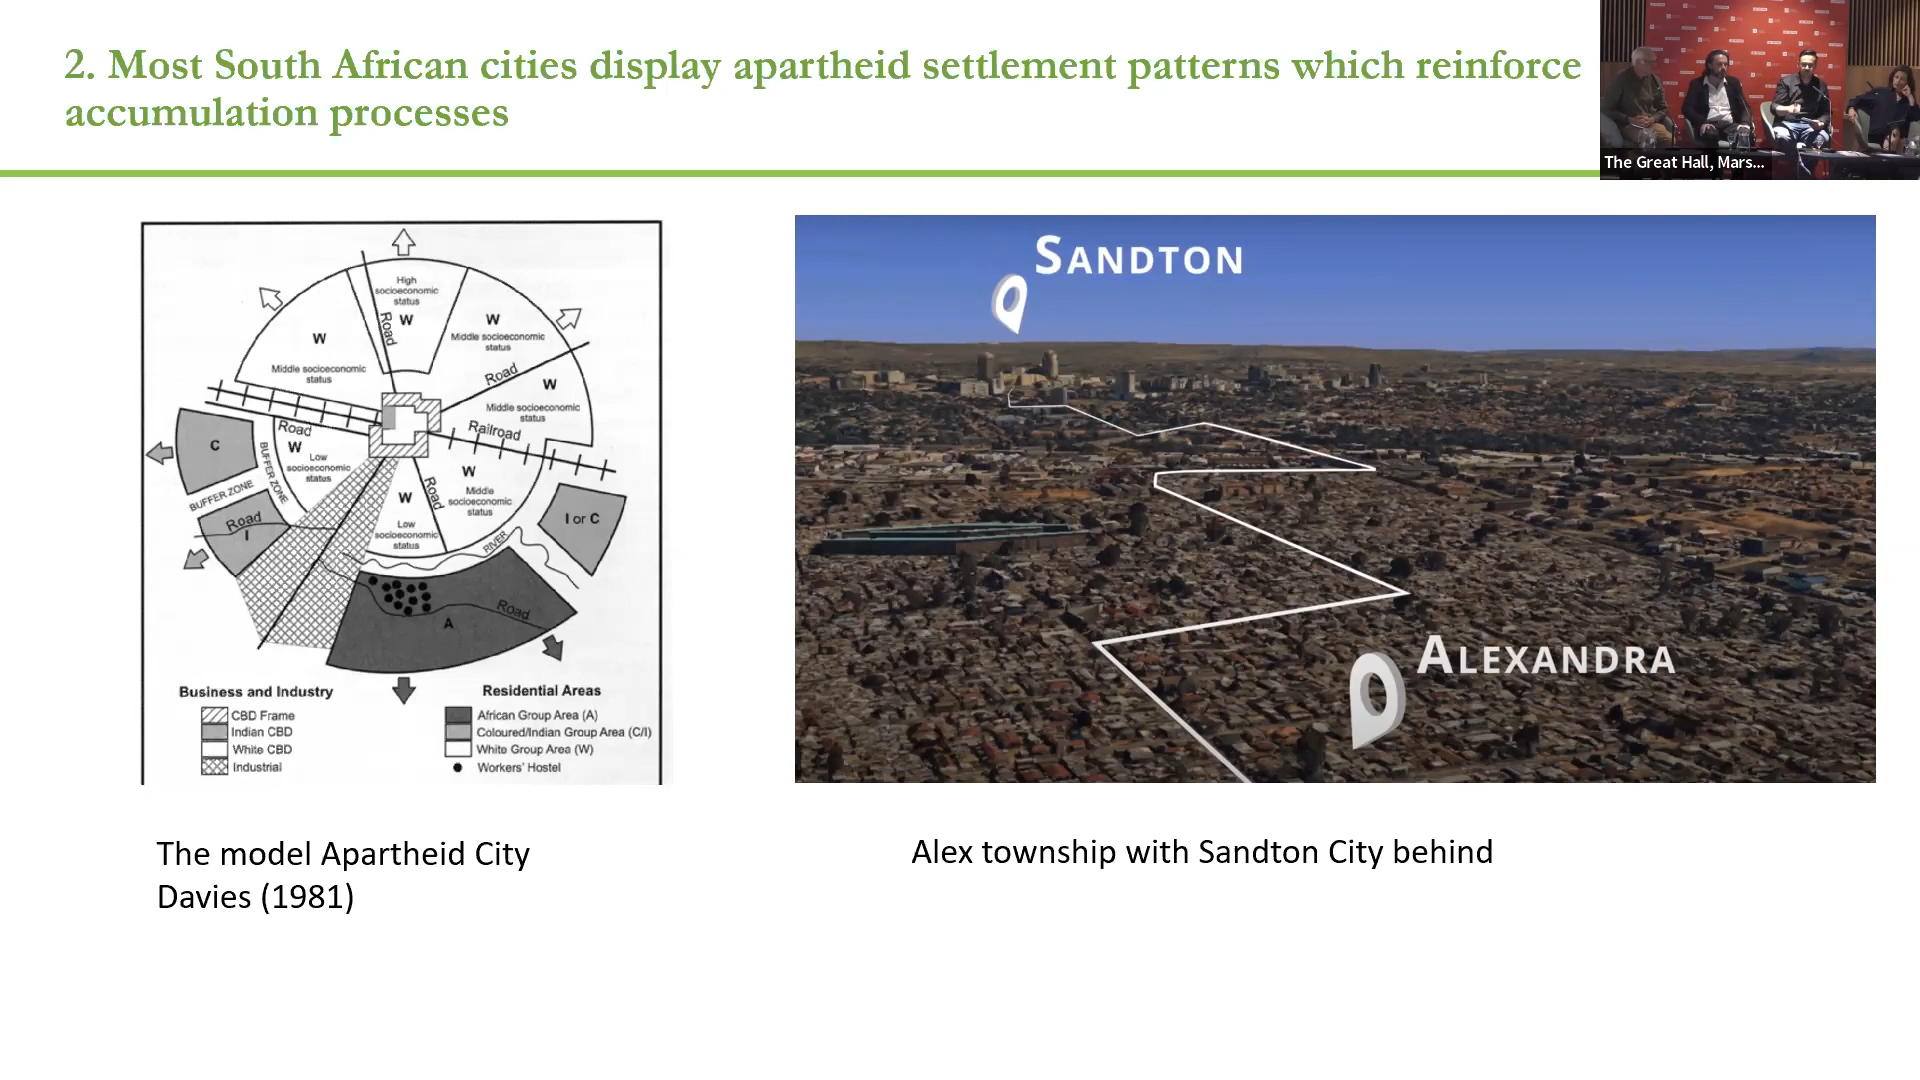 2. Most South African cities display apartheid settlement patterns which reinforce
accumulation processes
The Great Hall, Mars...
High
socioeconomic
status
W
Road
W
Middle socioeconomic
status
W
Middle socioeconomic
status
Road
W
Middle socioeconomic
status
Railroad
Road
W
Low
socioeconomic
status
C
BUFFER ZONE
BUFFER ZONE
Road
I
W
Middle
socioeconomic
status
Road
W
Low
socioeconomic
status
RIVER
I or C
A
Road
Business and Industry
CBD Frame
Indian CBD
White CBD
Industrial
Residential Areas
African Group Area (A)
Coloured/Indian Group Area (C/I)
White Group Area (W)
Workers' Hostel
SANDTON
ALEXANDRA
The model Apartheid City
Davies (1981)
Alex township with Sandton City behind